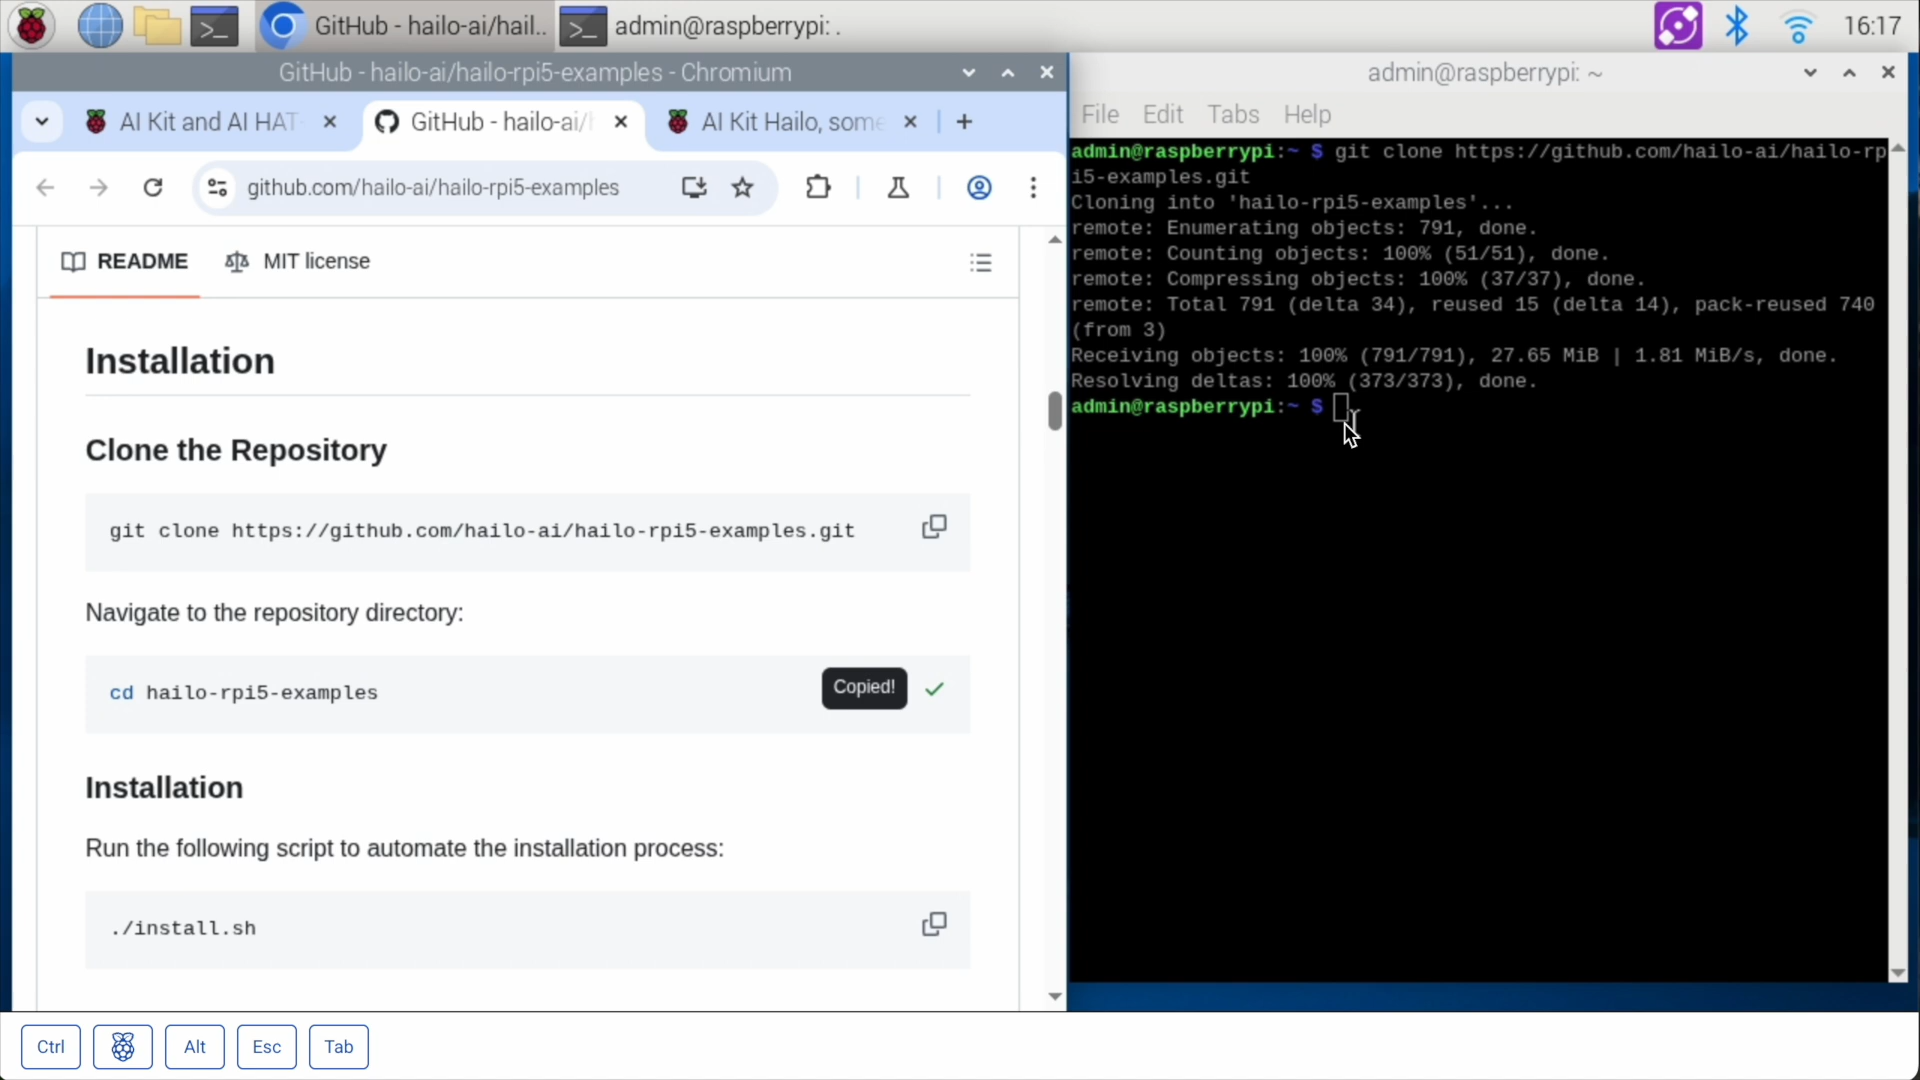 GitHub - hailo-ai/hail..
admin@raspberrypi: .
16:17
GitHub - hailo-ai/hailo-rpi5-examples - Chromium
AI Kit and AI HAT
GitHub - hailo-ai/
AI Kit Hailo, some
github.com/hailo-ai/hailo-rpi5-examples
README
MIT license
Installation
Clone the Repository
git clone https://github.com/hailo-ai/hailo-rpi5-examples.git
Navigate to the repository directory:
cd hailo-rpi5-examples
Copied!
Installation
Run the following script to automate the installation process:
./install.sh
admin@raspberrypi: ~
File Edit Tabs Help
admin@raspberrypi:~ $ git clone https://github.com/hailo-ai/hailo-rp
i5-examples.git
Cloning into 'hailo-rpi5-examples'...
remote: Enumerating objects: 791, done.
remote: Counting objects: 100% (51/51), done.
remote: Compressing objects: 100% (37/37), done.
remote: Total 791 (delta 34), reused 15 (delta 14), pack-reused 740
(from 3)
Receiving objects: 100% (791/791), 27.65 MiB | 1.81 MiB/s, done.
Resolving deltas: 100% (373/373), done.
admin@raspberrypi:~ $
Ctrl
Alt
Esc
Tab